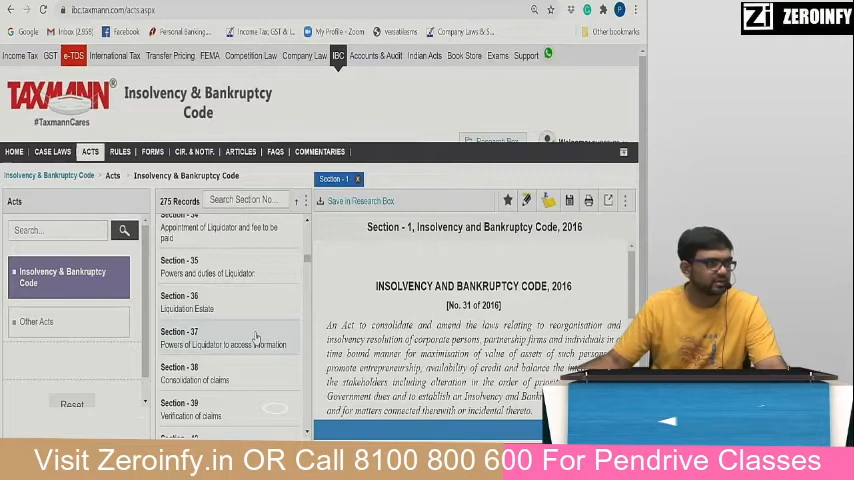 ibc.taxmann.com/acts.aspx
Google
Inbox (2,958)
Facebook
Personal Banking...
Income Tax, GST & I...
My Profile - Zoom
versatilesms
Company Law & S...
Other bookmarks
Income Tax
GST
e-TDS
International Tax
Transfer Pricing
FEMA
Competition Law
Company Law
IBC
Accounts & Audit
Indian Acts
Book Store
Exams
Support
Zi ZEROINFY
TAXMANN®
#TaxmannCares
Insolvency & Bankruptcy
Code
Research Box
HOME
CASE LAWS
ACTS
RULES
FORMS
CIR. & NOTIF.
ARTICLES
FAQS
COMMENTARIES
Insolvency & Bankruptcy Code > Acts > Insolvency & Bankruptcy Code
Acts
Search...
Insolvency & Bankruptcy
Code
Other Acts
Reset
275 Records
Search Section No...
Section - 34
Appointment of Liquidator and fee to be
paid
Section - 35
Powers and duties of Liquidator
Section - 36
Liquidation Estate
Section - 37
Powers of Liquidator to access information
Section - 38
Consolidation of claims
Section - 39
Verification of claims
Section - 1 x
Save in Research Box
Section - 1, Insolvency and Bankruptcy Code, 2016
INSOLVENCY AND BANKRUPTCY CODE, 2016
[No. 31 of 2016]
An Act to consolidate and amend the laws relating to reorganisation and
insolvency resolution of corporate persons, partnership firms and individuals in a
time bound manner for maximisation of value of assets of such persons
promote entrepreneurship, availability of credit and balance the
the stakeholders including alteration in the order of
Government dues and to establish an Insolvency and
and for matters connected therewith or incidental thereto.
Visit Zeroinfy.in OR Call 8100 800 600 For Pendrive Classes